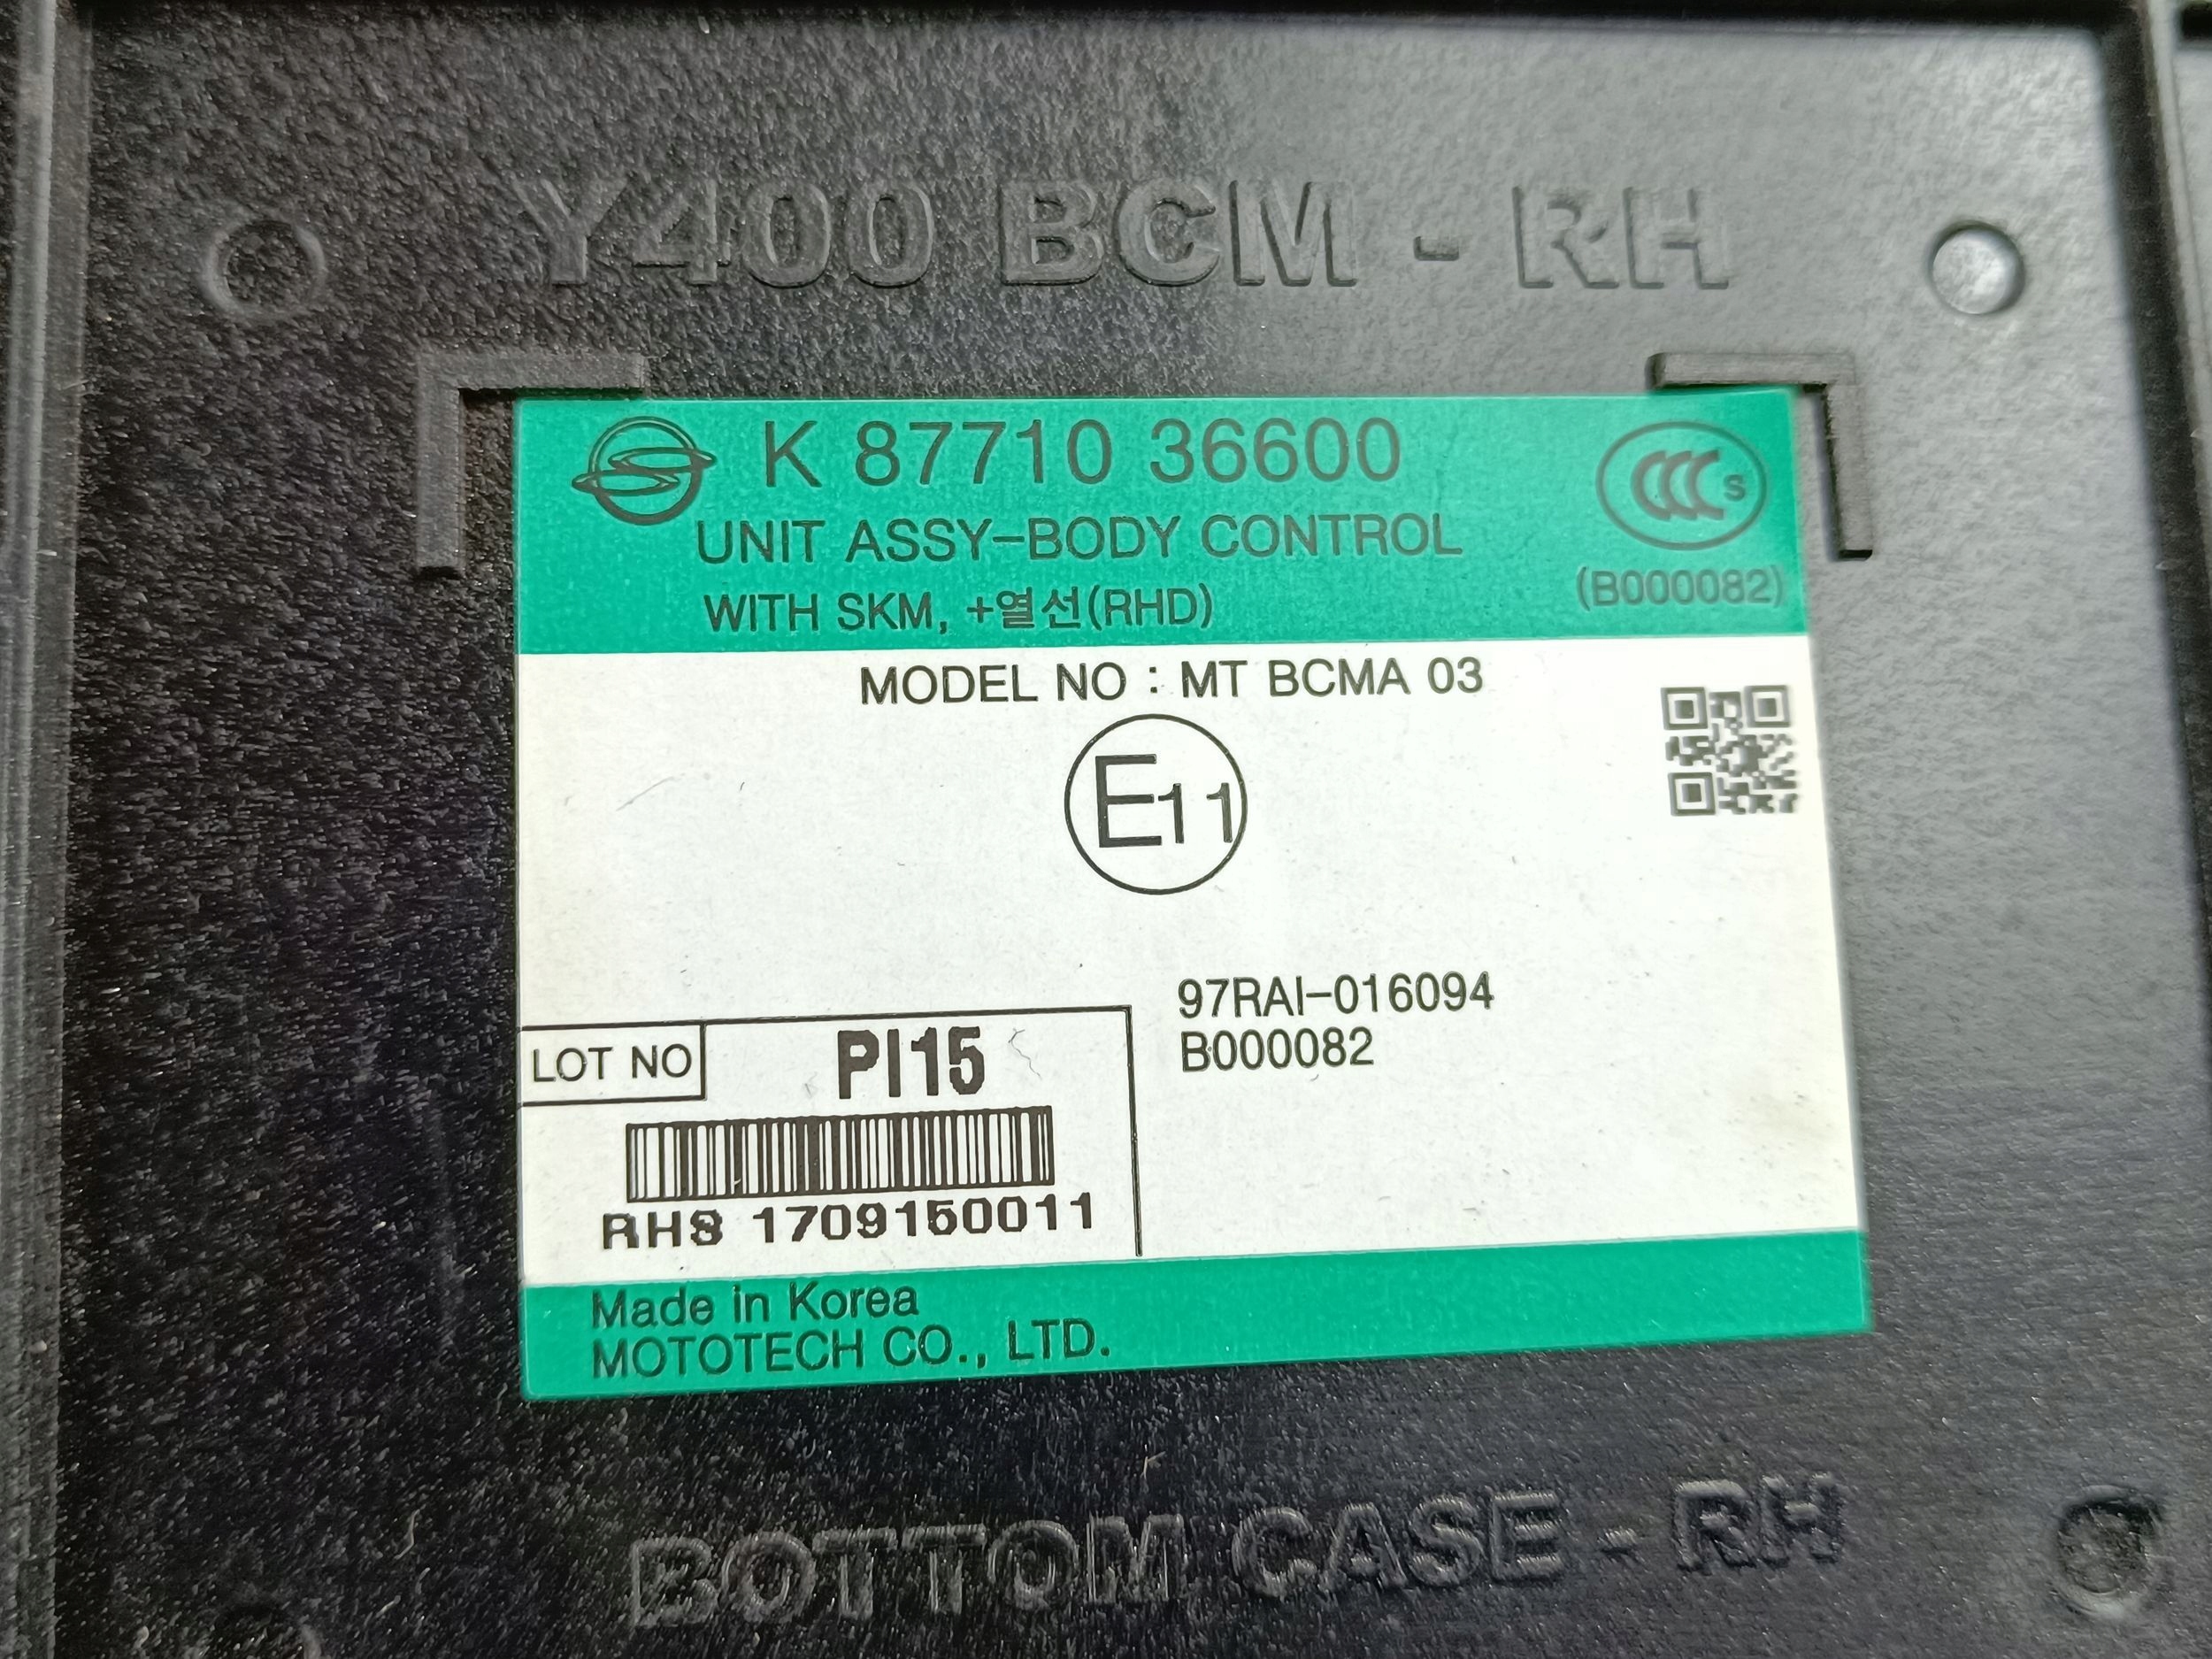 Y400 BCM - RH
K 87710 36600
UNIT ASSY-BODY CONTROL
WITH SKM, +열선(RHD)
CCC S
(B000082)
MODEL NO : MT BCMA 03
E11
97RAI-016094
B000082
LOT NO PI15
RH8 1709150011
Made in Korea
MOTOTECH CO., LTD.
BOTTOM CASE - RH